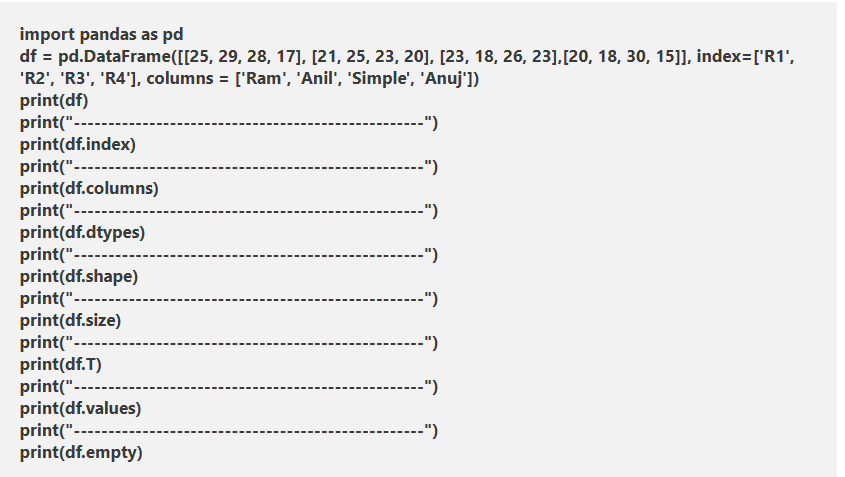 import pandas as pd
df = pd.DataFrame([[25, 29, 28, 17], [21, 25, 23, 20], [23, 18, 26, 23],[20, 18, 30, 15]], index=['R1',
'R2', 'R3', 'R4'], columns = ['Ram', 'Anil', 'Simple', 'Anuj'])
print(df)
print("---------------------------------------------------")
print(df.index)
print("---------------------------------------------------")
print(df.columns)
print("---------------------------------------------------")
print(df.dtypes)
print("---------------------------------------------------")
print(df.shape)
print("---------------------------------------------------")
print(df.size)
print("---------------------------------------------------")
print(df.T)
print("---------------------------------------------------")
print(df.values)
print("---------------------------------------------------")
print(df.empty)